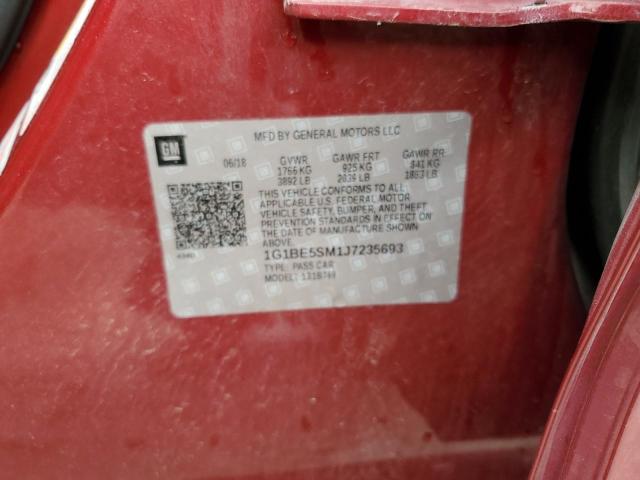 MFD BY GENERAL MOTORS LLC
GM
06/18 GVWR GAWR FRT GAWR RR
1766 KG 925 KG 841 KG
3892 LB 2039 LB 1853 LB
THIS VEHICLE CONFORMS TO ALL
APPLICABLE U.S. FEDERAL MOTOR
VEHICLE SAFETY, BUMPER, AND THEFT
PREVENTION STANDARDS IN EFFECT ON
THE DATE OF MANUFACTURE SHOWN ABOVE.
1G1BE5SM1J7235693
TYPE: PASS CAR
MODEL: